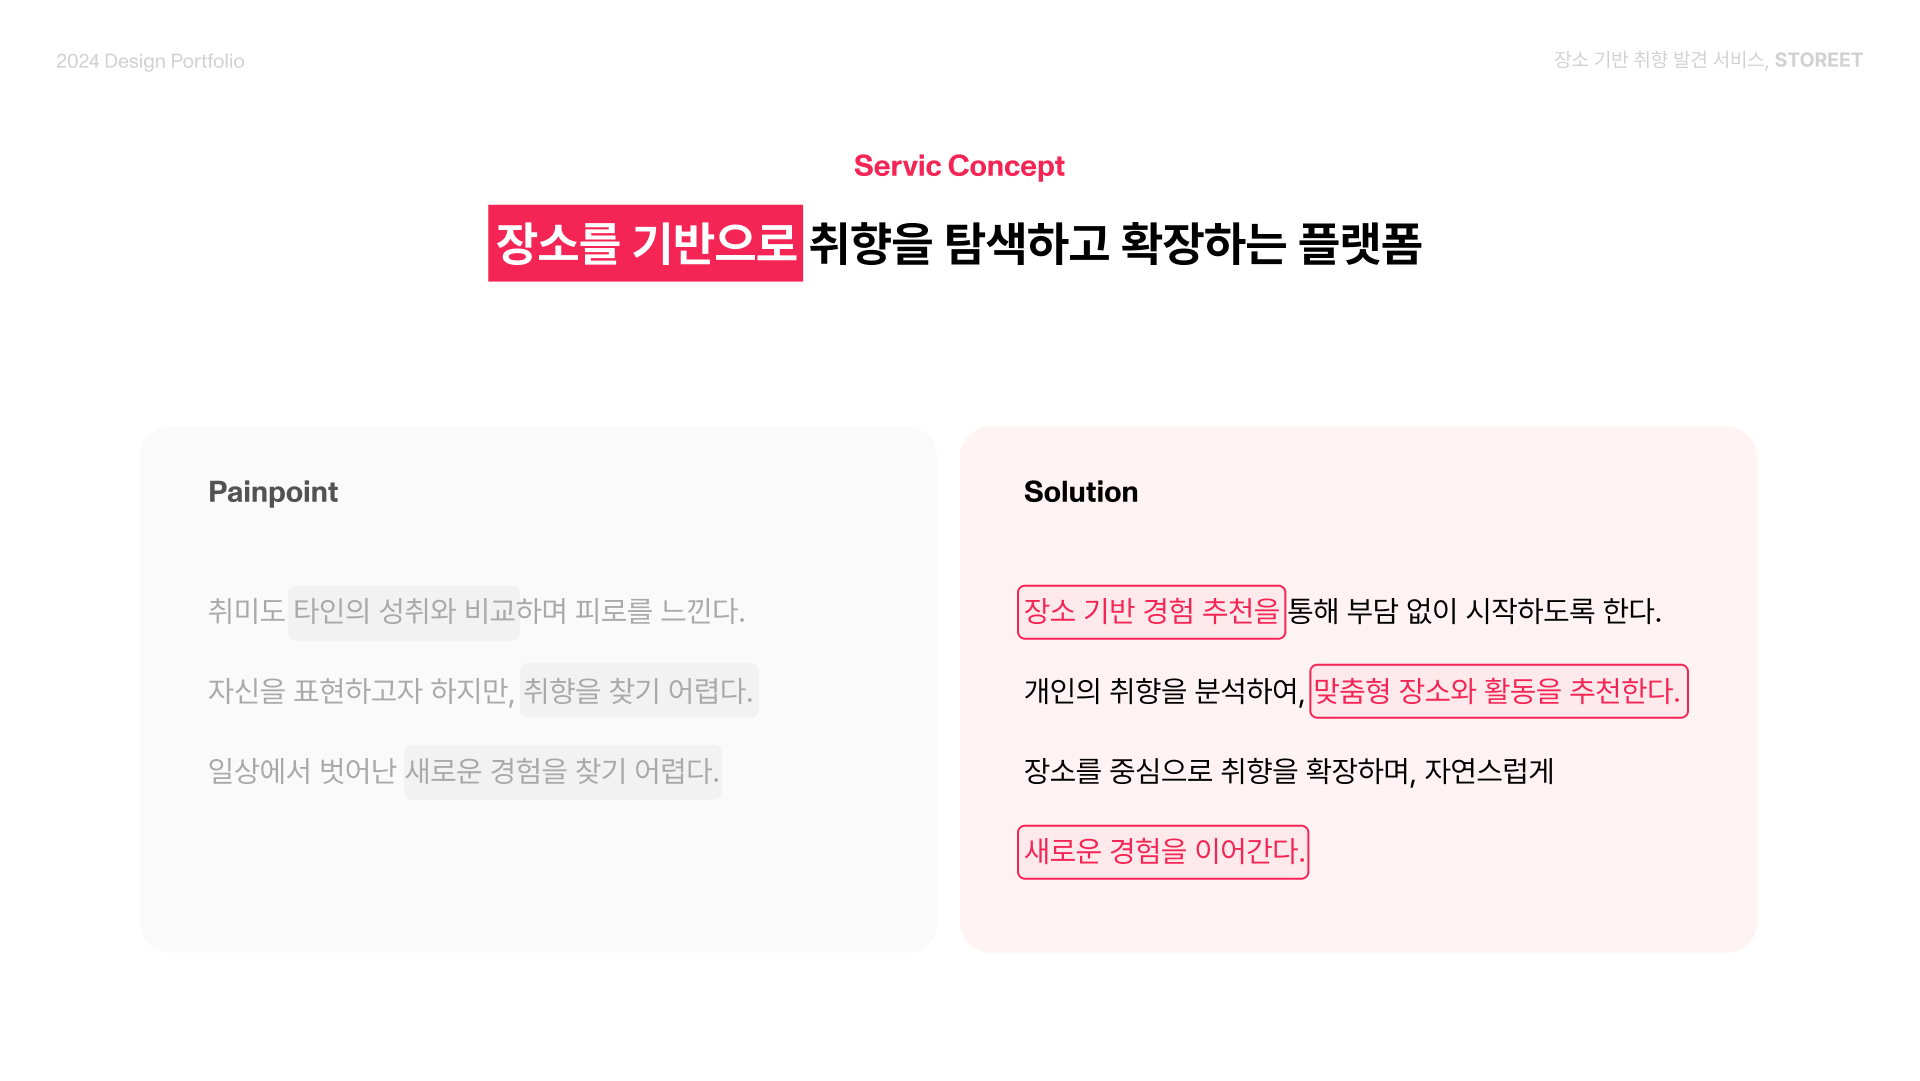 2024 Design Portfolio
장소 기반 취향 발견 서비스, STOREET
Servic Concept
장소를 기반으로 취향을 탐색하고 확장하는 플랫폼
Painpoint
취미도 타인의 성취와 비교하며 피로를 느낀다.
자신을 표현하고자 하지만, 취향을 찾기 어렵다.
일상에서 벗어난 새로운 경험을 찾기 어렵다.
Solution
장소 기반 경험 추천을 통해 부담 없이 시작하도록 한다.
개인의 취향을 분석하여, 맞춤형 장소와 활동을 추천한다.
장소를 중심으로 취향을 확장하며, 자연스럽게
새로운 경험을 이어간다.